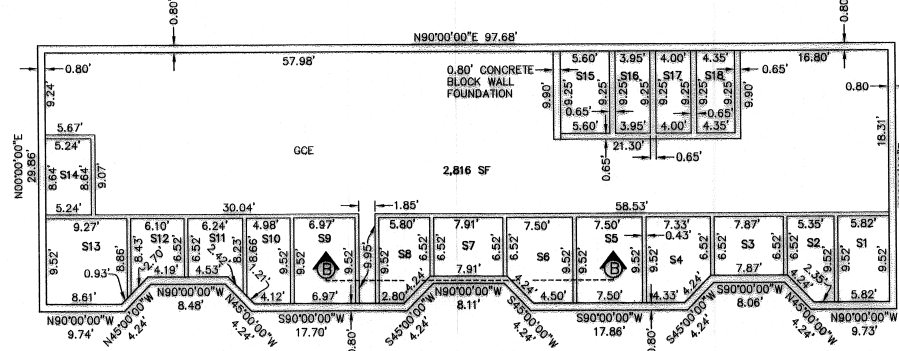 0.80'
0.80'
N90°00'00"E 97.68'
57.98'
16.80'
0.80'
0.80' CONCRETE
BLOCK WALL
FOUNDATION
5.60' 3.95' 4.00' 4.35'
S15 S16 S17 S18
0.65'
0.80
9.24'
9.90' 9.25' 9.25' 9.25' 9.25' 9.25' 9.90'
0.65' 0.65'
5.60' 3.95' 4.00' 4.35'
21.30'
0.65' 0.65'
N00°00'00"E
29.86'
18.31'
5.67'
5.24'
8.64' S14 8.64' 9.07'
5.24'
GCE
2,816 SF
30.04'
1.85'
58.53'
9.27' 6.10' 6.24' 4.98' 6.97' 5.80' 7.91' 7.50' 7.50' 7.33' 7.87' 5.35' 5.82'
0.43'
S13 S12 S11 S10 S9 S8 S7 S6 S5 S4 S3 S2 S1
9.52' 8.86' 8.43' 6.52' 6.52' 8.23' 8.86' 9.52' 9.52' 9.95' 9.52' 6.52' 6.52' 9.52' 9.52' 9.52' 6.52' 6.52' 6.52' 9.52' 9.52'
B B
0.93' 2.70' 4.19' 4.53' 2.42' 1.21' 4.24' 7.91' 4.24' 4.24' 7.87' 4.24' 2.35'
8.61' 4.12' 6.97' 2.80' 4.50' 7.50' 4.33' 5.82'
N90°00'00"W
9.74'
N45°00'00"W
4.24'
N90°00'00"W
8.48'
N45°00'00"W
4.24'
S90°00'00"W
17.70'
0.80'
S45°00'00"W
4.24'
N90°00'00"W
8.11'
S45°00'00"W
4.24'
S90°00'00"W
17.86'
0.80'
S45°00'00"W
4.24'
S90°00'00"W
8.06'
N45°00'00"W
4.24'
N90°00'00"W
9.73'